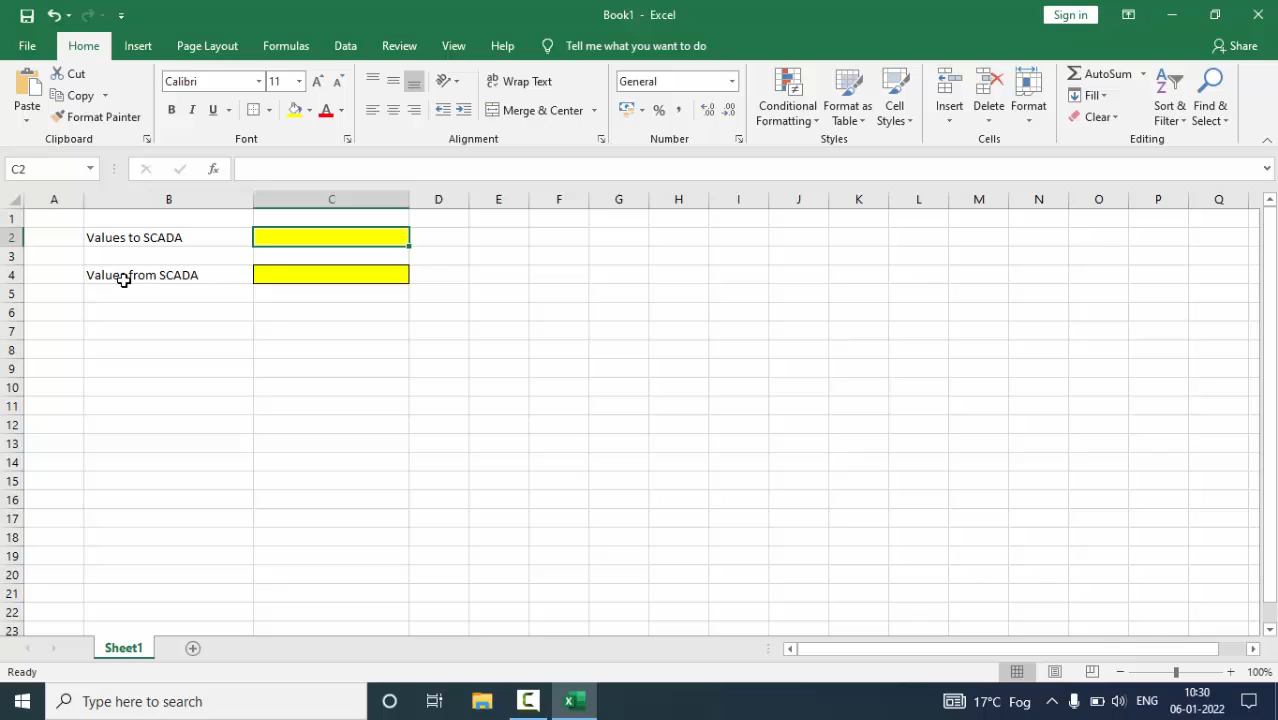 Book1 - Excel
Sign in
File
Home
Insert
Page Layout
Formulas
Data
Review
View
Help
Tell me what you want to do
Share
Paste
Cut
Copy
Format Painter
Clipboard
Calibri
11
B I U
Font
Wrap Text
Merge & Center
Alignment
General
%
Number
Conditional
Formatting
Format as
Table
Cell
Styles
Styles
Insert
Delete
Format
Cells
AutoSum
Fill
Clear
Sort &
Filter
Find &
Select
Editing
C2
fx
A B C D E F G H I J K L M N O P Q
1
2 Values to SCADA
3
4 Values from SCADA
5
6
7
8
9
10
11
12
13
14
15
16
17
18
19
20
21
22
23
Sheet1
Ready
100%
Type here to search
17°C Fog
ENG
10:30
06-01-2022